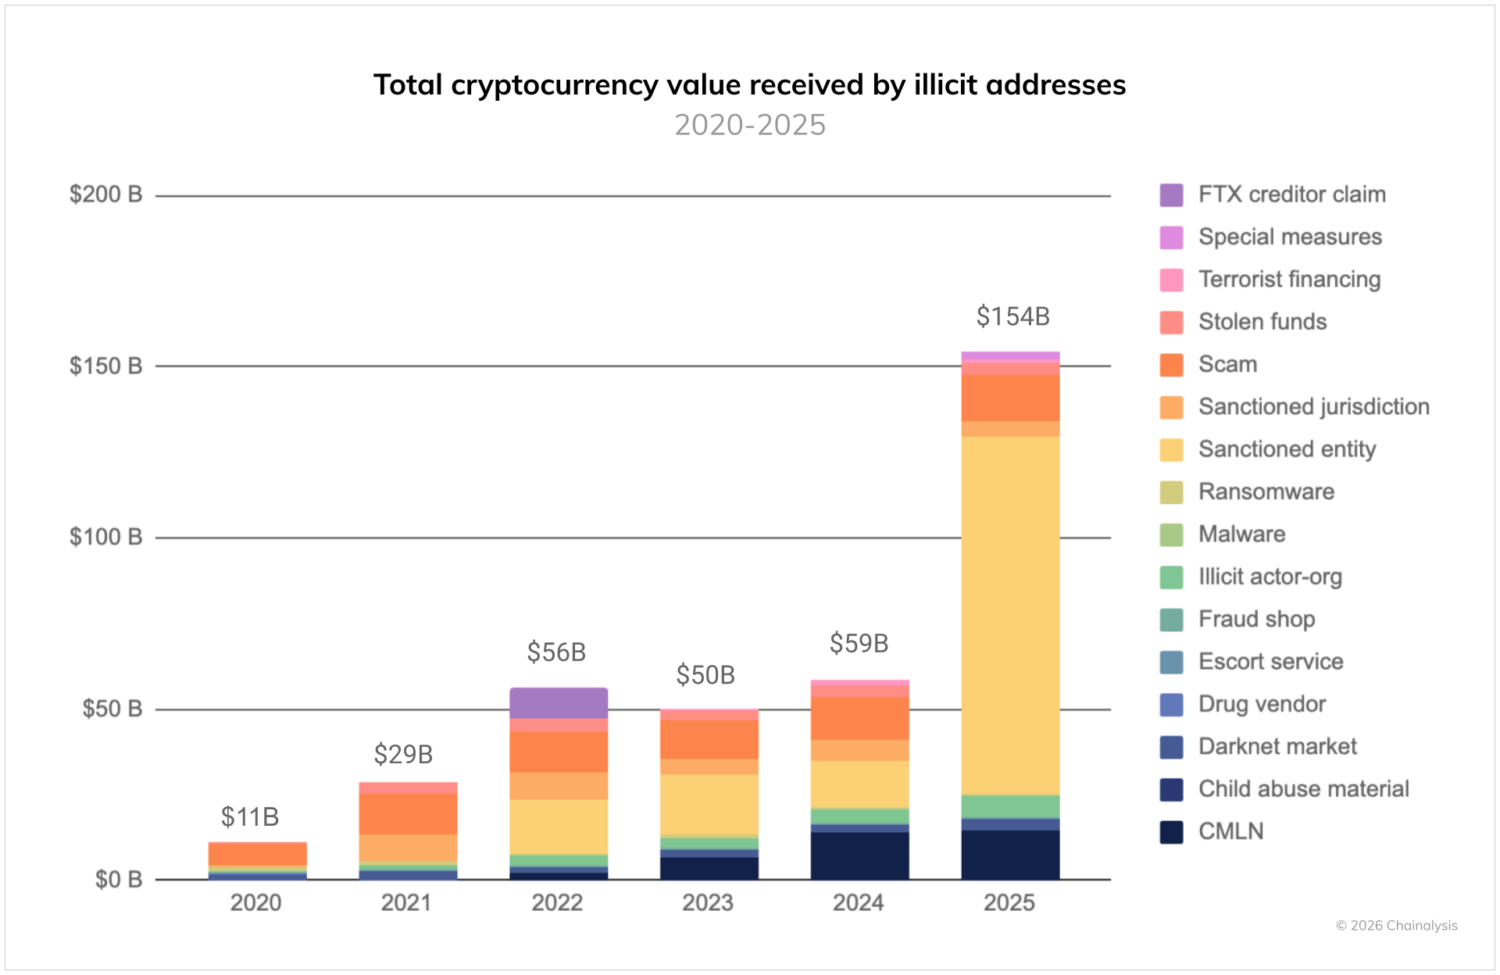 Total cryptocurrency value received by illicit addresses
2020-2025
$200 B
$150 B
$100 B
$50 B
$0 B
$11B
$29B
$56B
$50B
$59B
$154B
2020
2021
2022
2023
2024
2025
FTX creditor claim
Special measures
Terrorist financing
Stolen funds
Scam
Sanctioned jurisdiction
Sanctioned entity
Ransomware
Malware
Illicit actor-org
Fraud shop
Escort service
Drug vendor
Darknet market
Child abuse material
CMLN
© 2026 Chainalysis